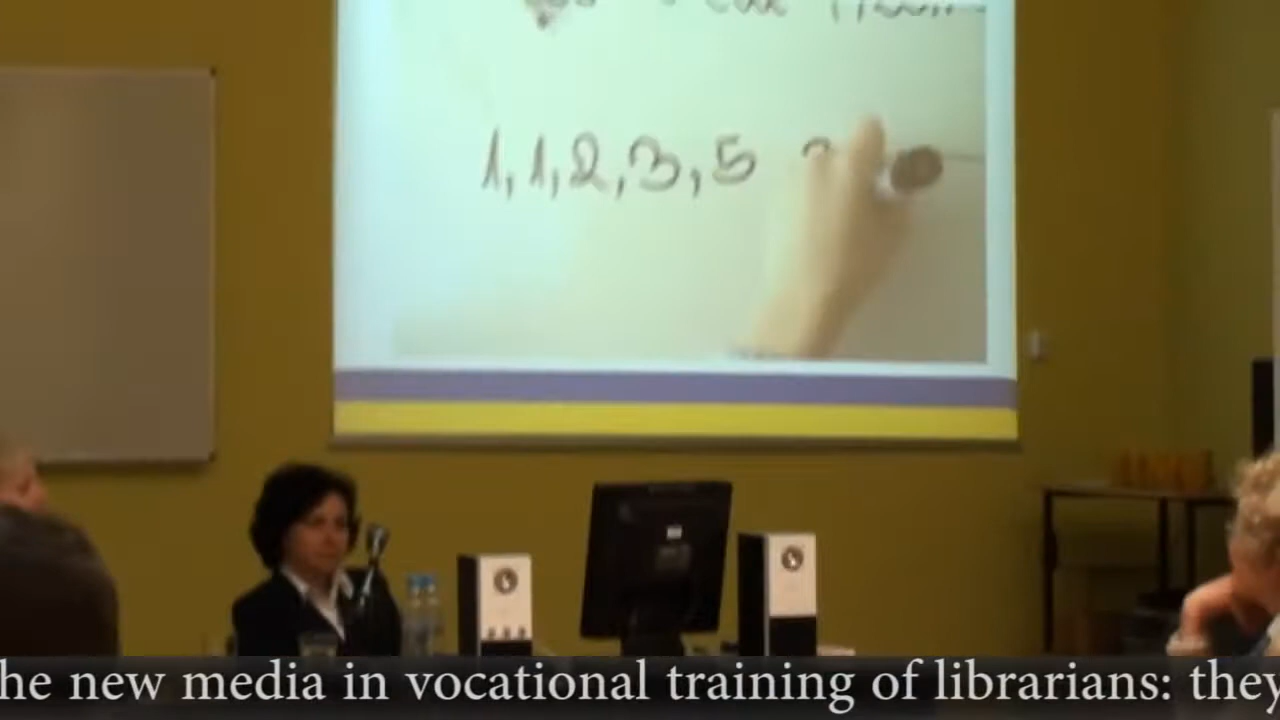 1, 1, 2, 3, 5
he new media in vocational training of librarians: they